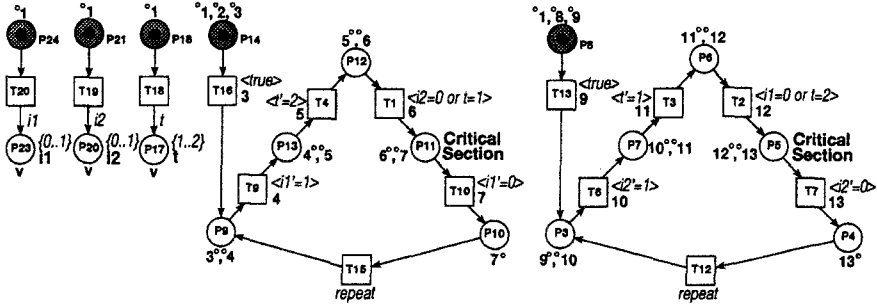 °1
°1
°1
°1,°2,°3
°1,°8,°9
P24
P21
P18
P14
P8
5°,°6
11°,°12
P12
P6
T20
T19
T18
T16
<true>
3
<t'=2>
T4
5
T1
<i2=0 or t=1>
6
T13
<true>
9
<t'=1>
T3
11
T2
<i1=0 or t=2>
12
i1
i2
t
P23
{0..1}
i1
v
P20
{0..1}
i2
v
P17
{1..2}
t
v
P13
4°,°5
6°,°7
P11
Critical
Section
P7
10°,°11
12°,°13
P5
Critical
Section
T9
<i1'=1>
4
T10
<i1'=0>
7
T6
<i2'=1>
10
T7
<i2'=0>
13
P9
3°,°4
P10
7°
P3
9°,°10
P4
13°
T15
repeat
T12
repeat